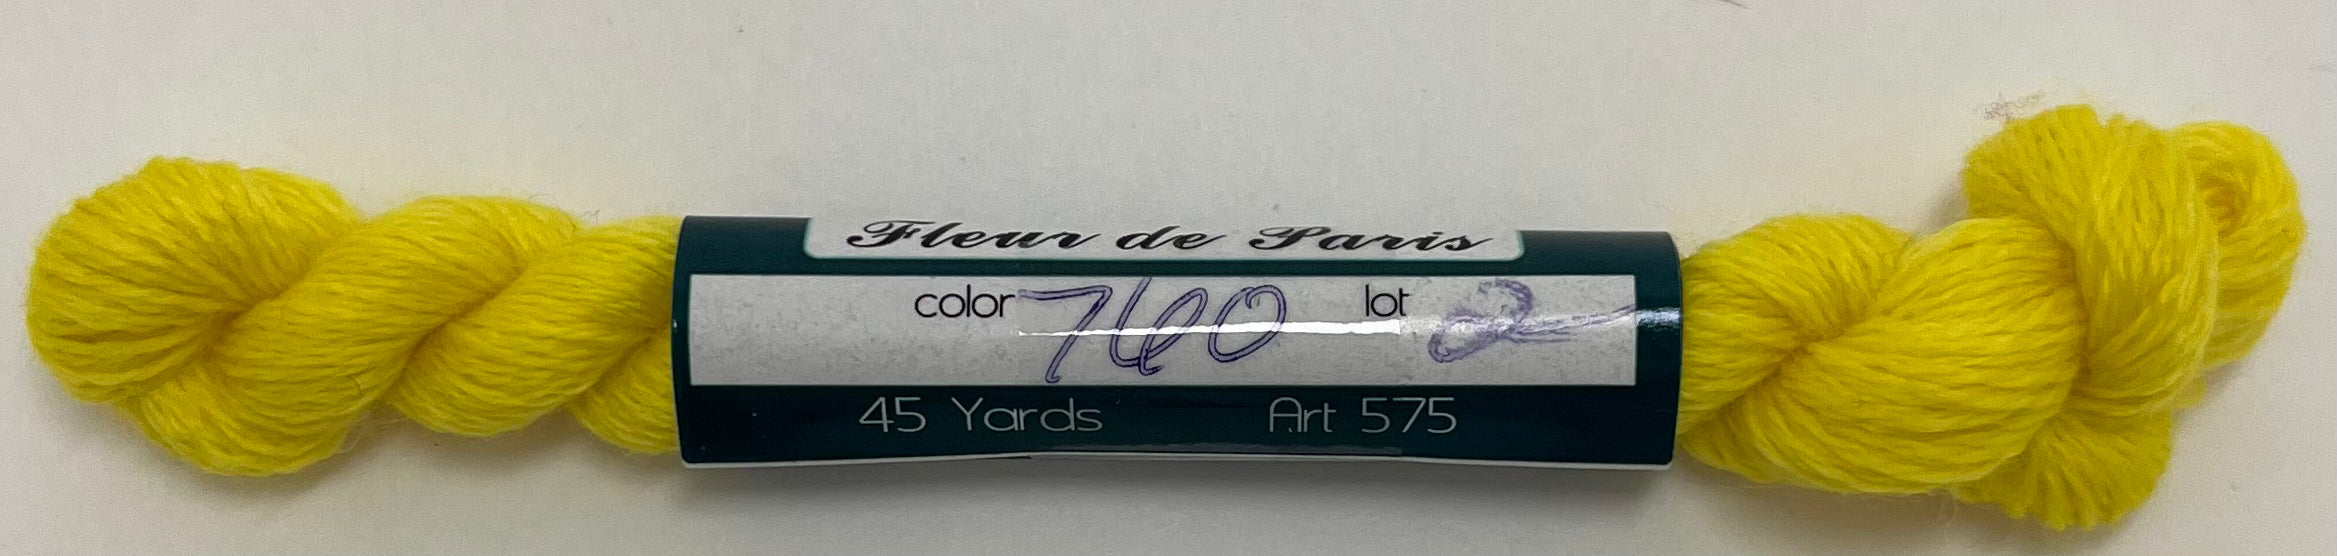 Fleur de Paris
color 760 lot 2
45 Yards Art 575